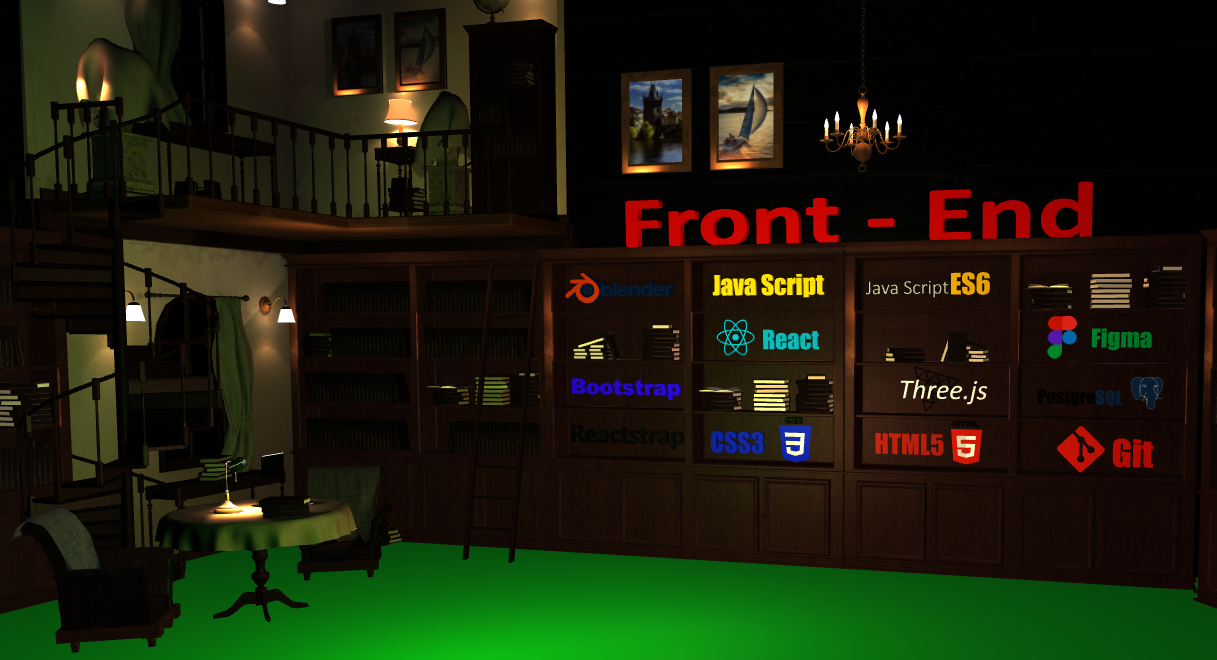 Front - End
blender
Java Script
Java Script ES6
React
Figma
Bootstrap
Three.js
PostgreSQL
Reactstrap
CSS3
HTML5
Git